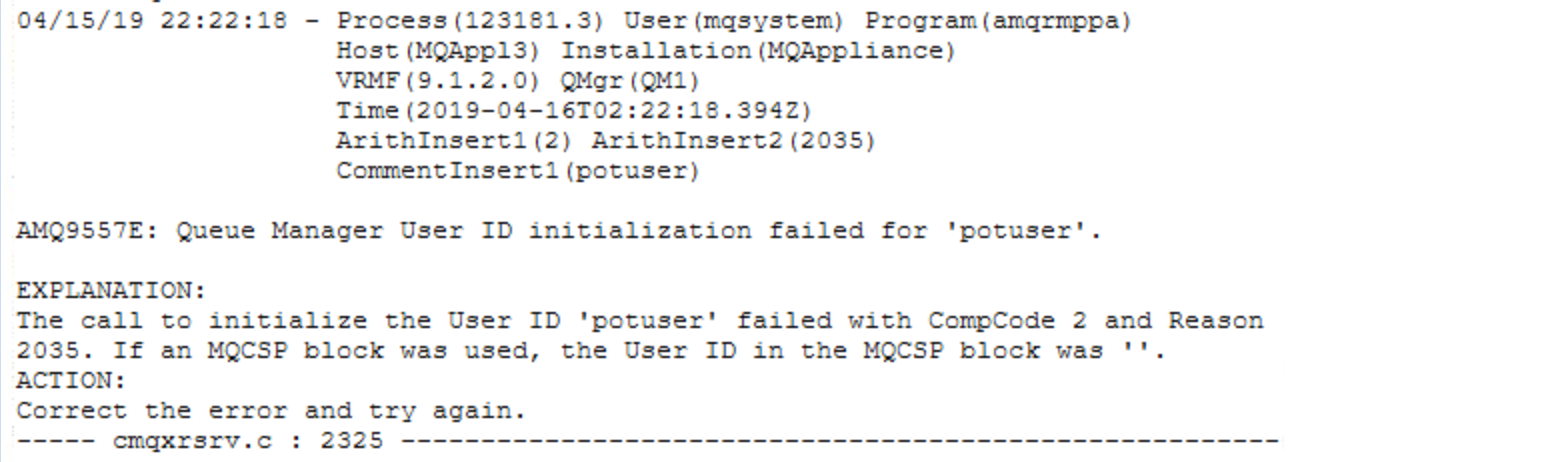 04/15/19 22:22:18 - Process(123181.3) User(mqsystem) Program(amqrmppa)
Host(MQAppl3) Installation(MQAppliance)
VRMF(9.1.2.0) QMgr(QM1)
Time(2019-04-16T02:22:18.394Z)
ArithInsert1(2) ArithInsert2(2035)
CommentInsert1(potuser)
AMQ9557E: Queue Manager User ID initialization failed for 'potuser'.
EXPLANATION:
The call to initialize the User ID 'potuser' failed with CompCode 2 and Reason
2035. If an MQCSP block was used, the User ID in the MQCSP block was ''.
ACTION:
Correct the error and try again.
----- cmqxrsrv.c : 2325 -------------------------------------------------------